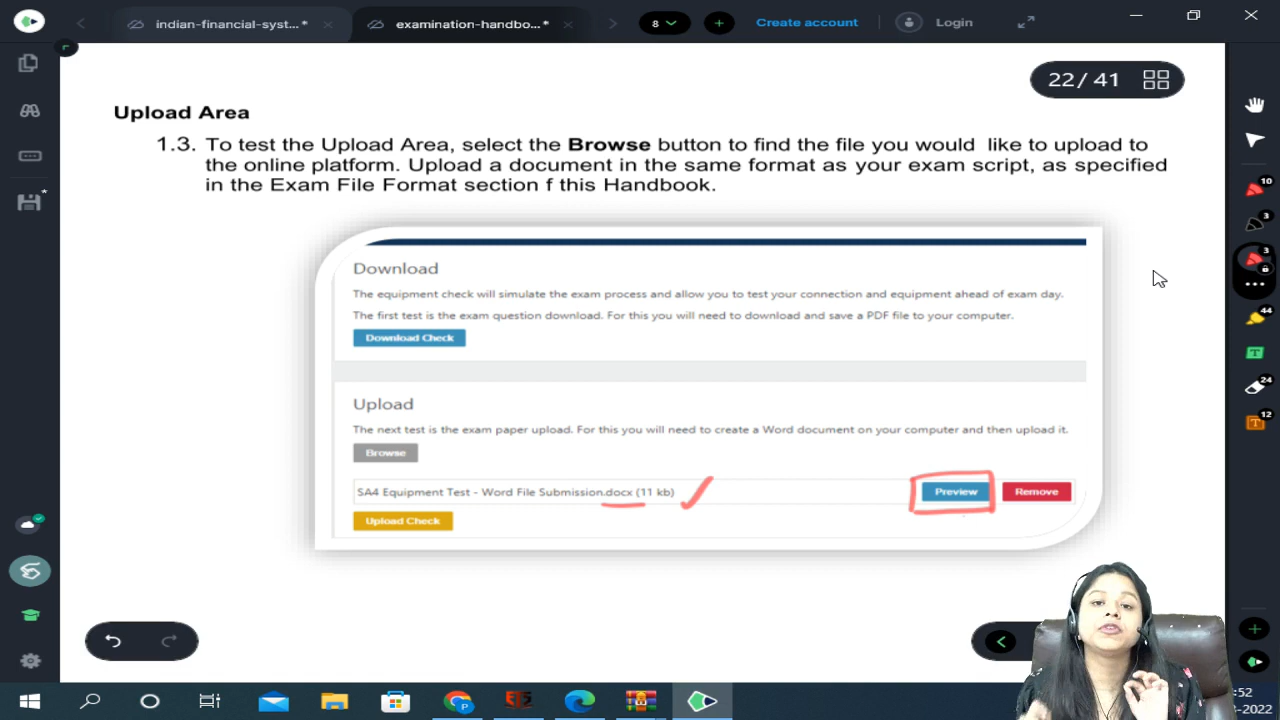 indian-financial-syst...*
examination-handbo...*
8
Create account
Login
22 / 41
Upload Area
1.3. To test the Upload Area, select the Browse button to find the file you would like to upload to
the online platform. Upload a document in the same format as your exam script, as specified
in the Exam File Format section f this Handbook.
Download
The equipment check will simulate the exam process and allow you to test your connection and equipment ahead of exam day.
The first test is the exam question download. For this you will need to download and save a PDF file to your computer.
Download Check
Upload
The next test is the exam paper upload. For this you will need to create a Word document on your computer and then upload it.
Browse
SA4 Equipment Test - Word File Submission.docx (11 kb)
Preview
Remove
Upload Check
10
3
3
44
T
24
T
12
P
:52
-2022